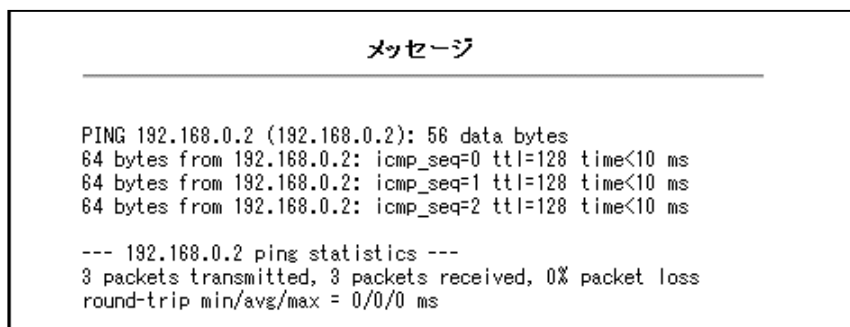 メッセージ
PING 192.168.0.2 (192.168.0.2): 56 data bytes
64 bytes from 192.168.0.2: icmp_seq=0 ttl=128 time<10 ms
64 bytes from 192.168.0.2: icmp_seq=1 ttl=128 time<10 ms
64 bytes from 192.168.0.2: icmp_seq=2 ttl=128 time<10 ms
--- 192.168.0.2 ping statistics ---
3 packets transmitted, 3 packets received, 0% packet loss
round-trip min/avg/max = 0/0/0 ms